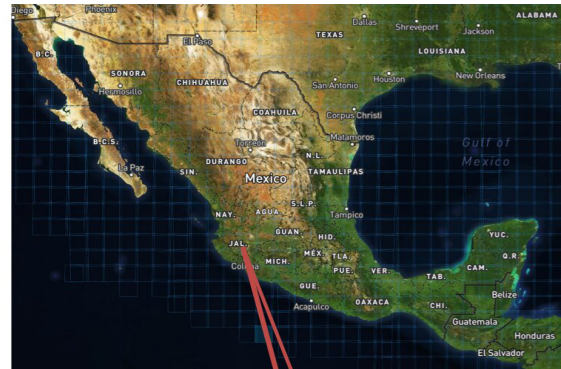 Diego
Phoenix
El Paso
Dallas
Shreveport
Jackson
ALABAMA
TEXAS
LOUISIANA
B.C.
SONORA
Hermosillo
CHIHUAHUA
San Antonio
Houston
New Orleans
COAHUILA
Corpus Christi
B.C.S.
Torreón
Matamoros
Gulf of
Mexico
La Paz
SIN.
DURANGO
N.L.
TAMAULIPAS
Mexico
S.L.P.
NAY.
AGUA.
Tampico
GUAN.
HID.
JAL.
YUC.
Q.R.
MÉX.
TLA.
MICH.
PUE.
VER.
CAM.
TAB.
GUE.
OAXACA
CHI.
Belize
Acapulco
Guatemala
Honduras
El Salvador